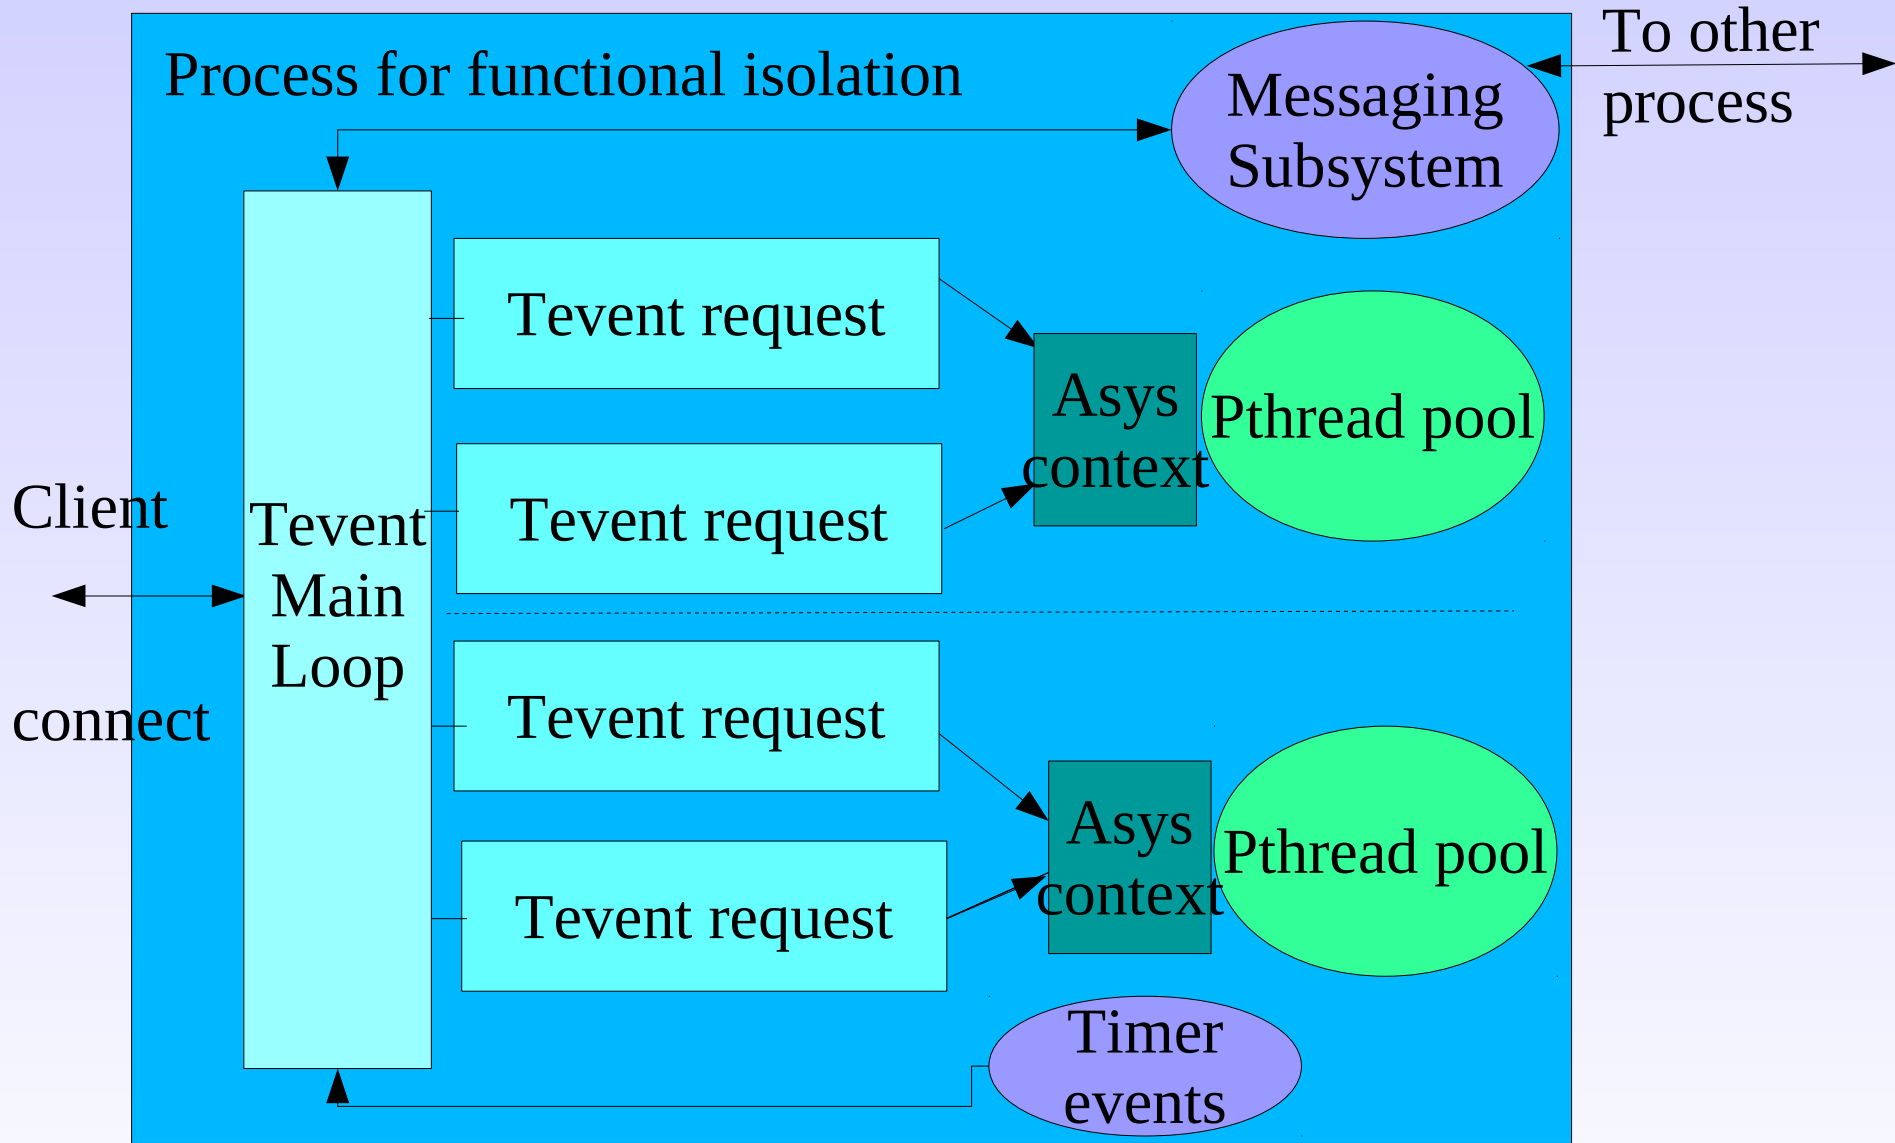 To other
process
Process for functional isolation
Messaging
Subsystem
Tevent request
Asys
context
Pthread pool
Tevent request
Client
connect
Tevent
Main
Loop
Tevent request
Asys
context
Pthread pool
Tevent request
Timer
events